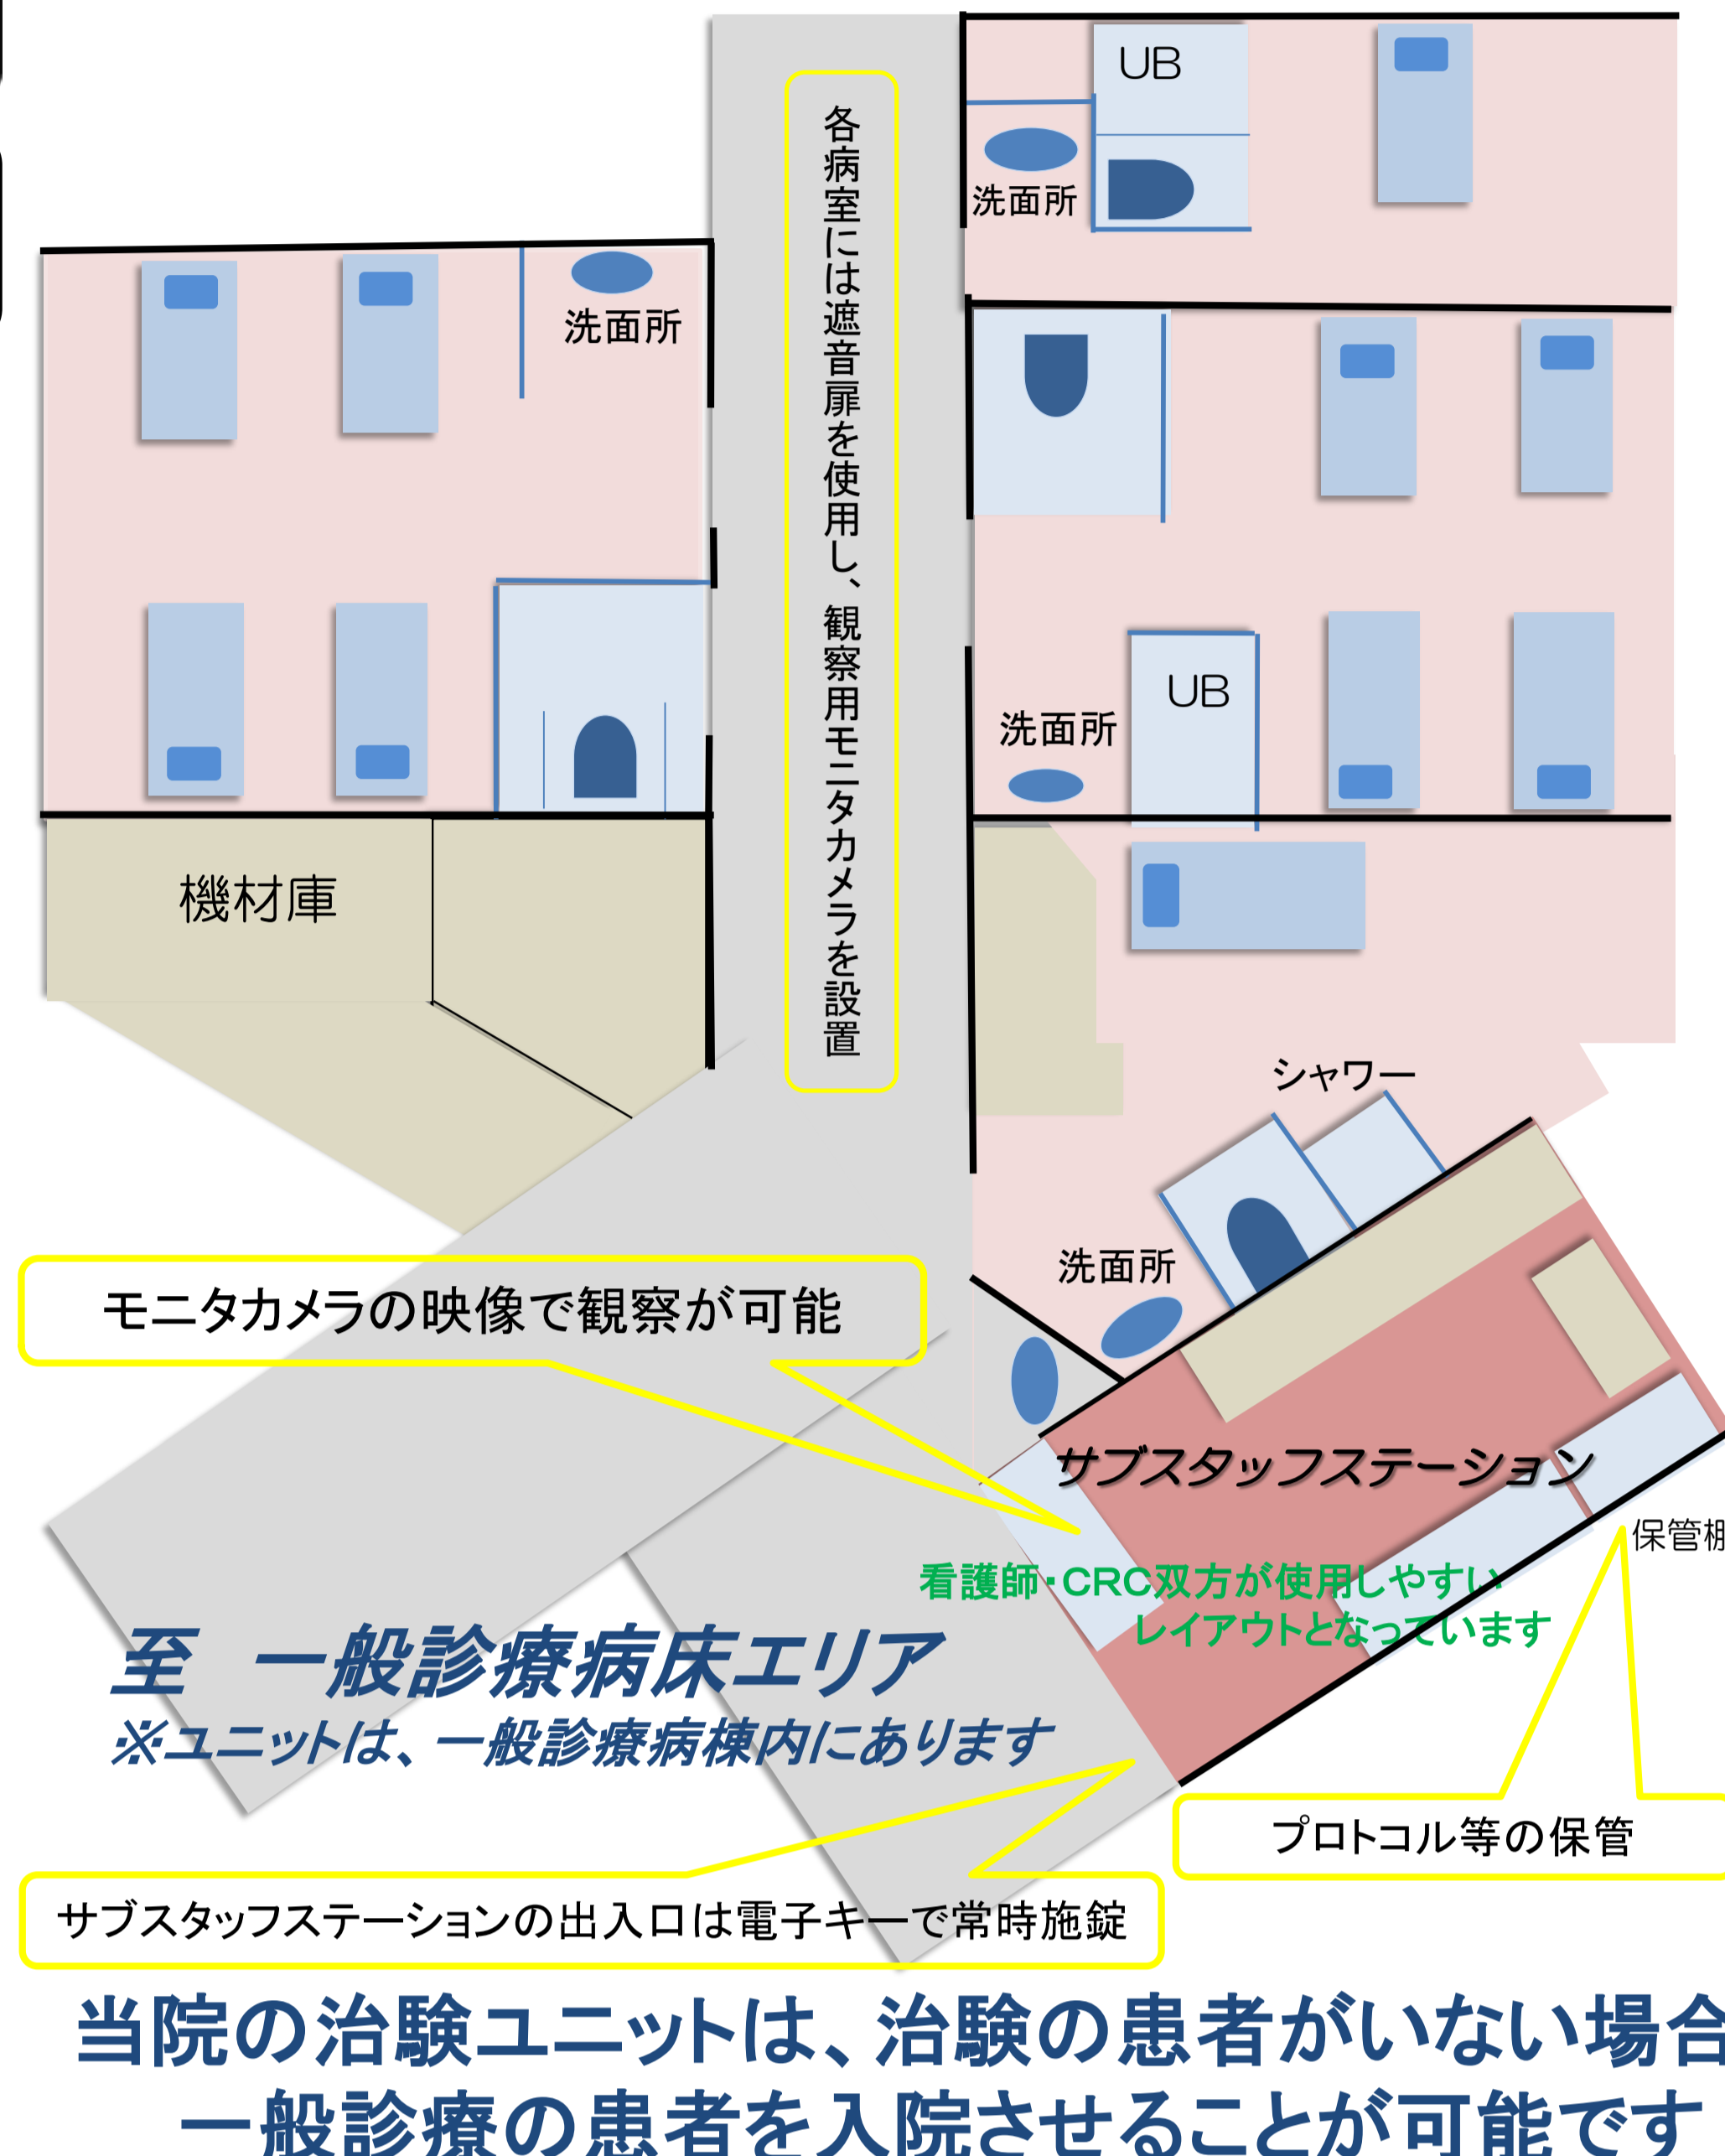 UB
洗面所
洗面所
各病室には遮音扉を使用し、観察用モニタカメラを設置
UB
洗面所
機材庫
シャワー
洗面所
モニタカメラの映像で観察が可能
サブスタッフステーション
保管棚
看護師・CRC双方が使用しやすい
レイアウトとなっています
至　一般診療病床エリア
※ユニットは、一般診療病棟内にあります
プロトコル等の保管
サブスタッフステーションの出入口は電子キーで常時施錠
当院の治験ユニットは、治験の患者がいない場合
一般診療の患者を入院させることが可能です